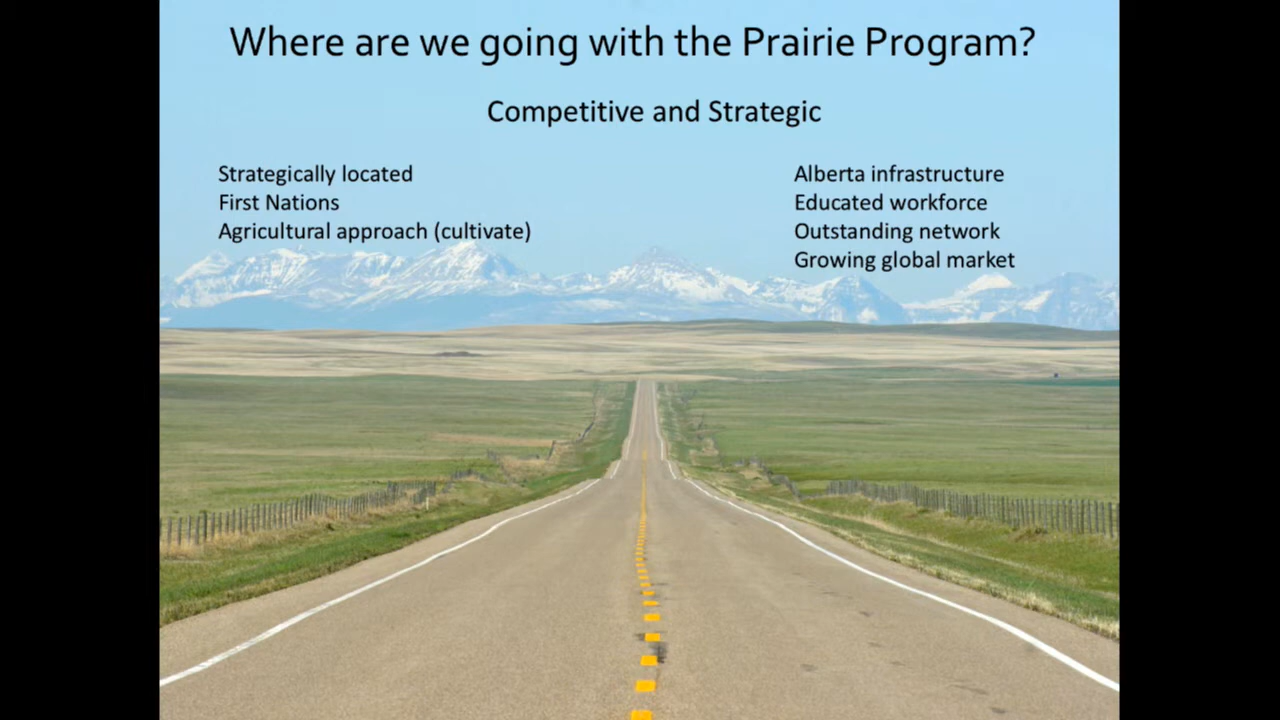 Where are we going with the Prairie Program?
Competitive and Strategic
Strategically located
First Nations
Agricultural approach (cultivate)
Alberta infrastructure
Educated workforce
Outstanding network
Growing global market